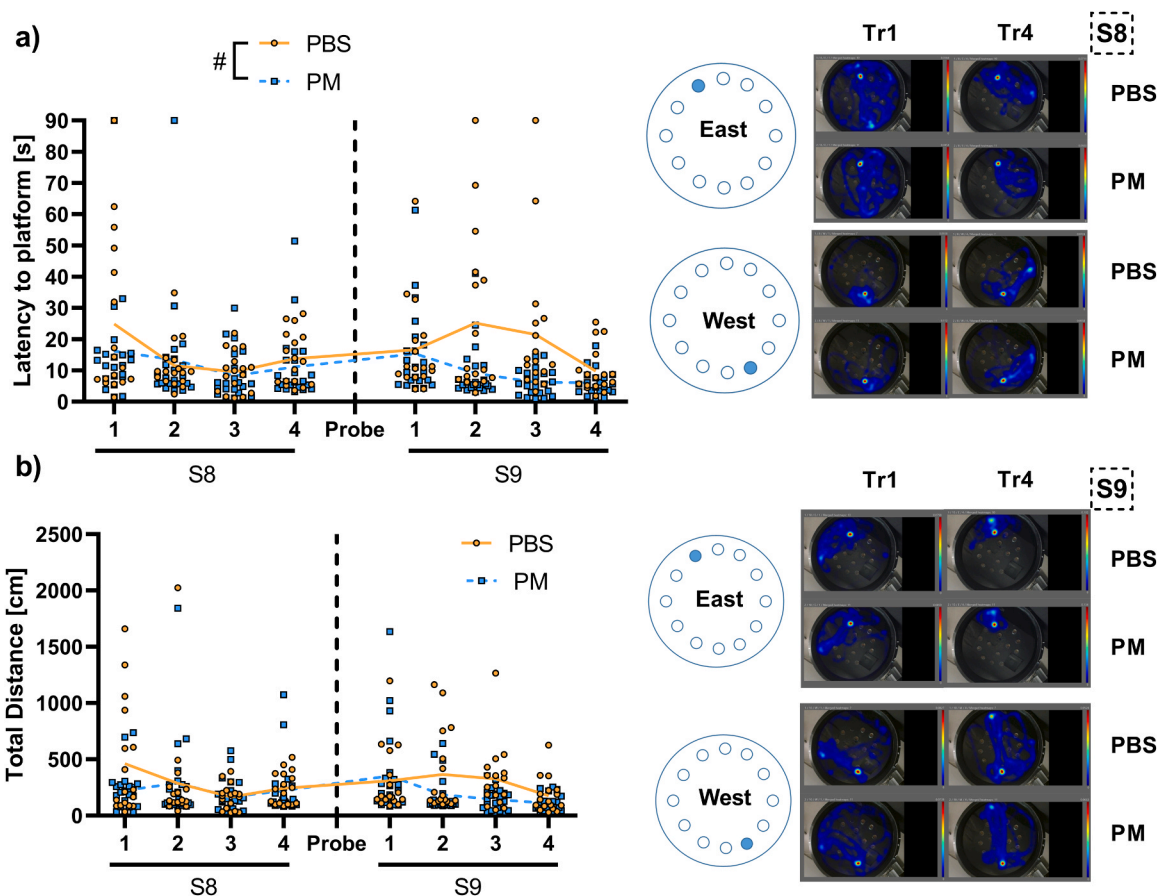 a)
#
PBS
PM
Latency to platform [s]
90
80
70
60
50
40
30
20
10
0
1 2 3 4 Probe 1 2 3 4
S8 S9
East
West
Tr1 Tr4 S8
PBS
PM
PBS
PM
b)
PBS
PM
Total Distance [cm]
2500
2000
1500
1000
500
0
1 2 3 4 Probe 1 2 3 4
S8 S9
East
West
Tr1 Tr4 S9
PBS
PM
PBS
PM